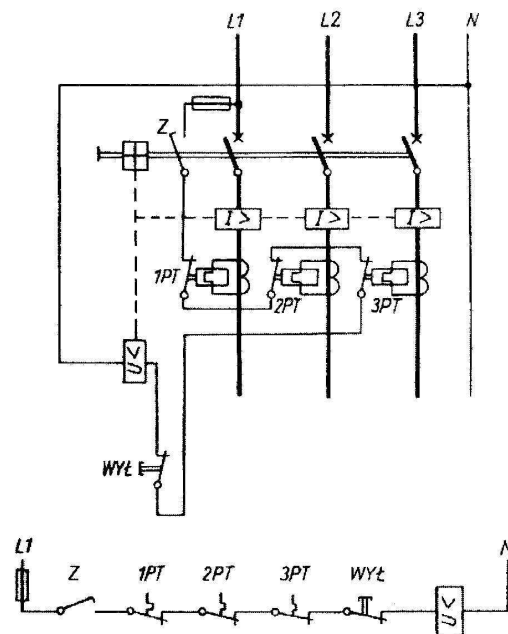 L1 L2 L3 N
Z
I > I > I >
1PT 2PT 3PT
U <
WYŁ
L1 N
Z 1PT 2PT 3PT WYŁ
U <